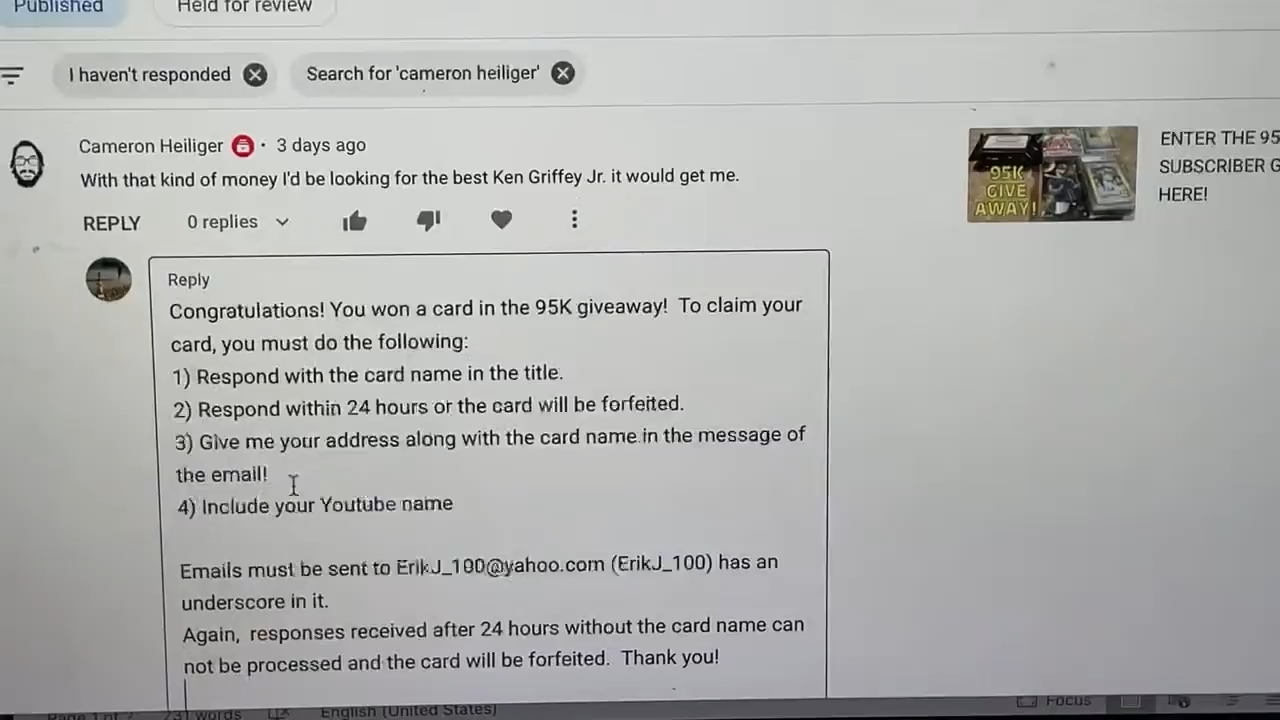 Published
Held for review
I haven't responded
Search for 'cameron heiliger'
Cameron Heiliger · 3 days ago
With that kind of money I'd be looking for the best Ken Griffey Jr. it would get me.
REPLY
0 replies
95K
GIVE
AWAY!
ENTER THE 95
SUBSCRIBER G
HERE!
Reply
Congratulations! You won a card in the 95K giveaway!  To claim your
card, you must do the following:
1) Respond with the card name in the title.
2) Respond within 24 hours or the card will be forfeited.
3) Give me your address along with the card name in the message of
the email!
4) Include your Youtube name
Emails must be sent to ErikJ_100@yahoo.com (ErikJ_100) has an
underscore in it.
Again,  responses received after 24 hours without the card name can
not be processed and the card will be forfeited.  Thank you!
231 words
English (United States)
Focus